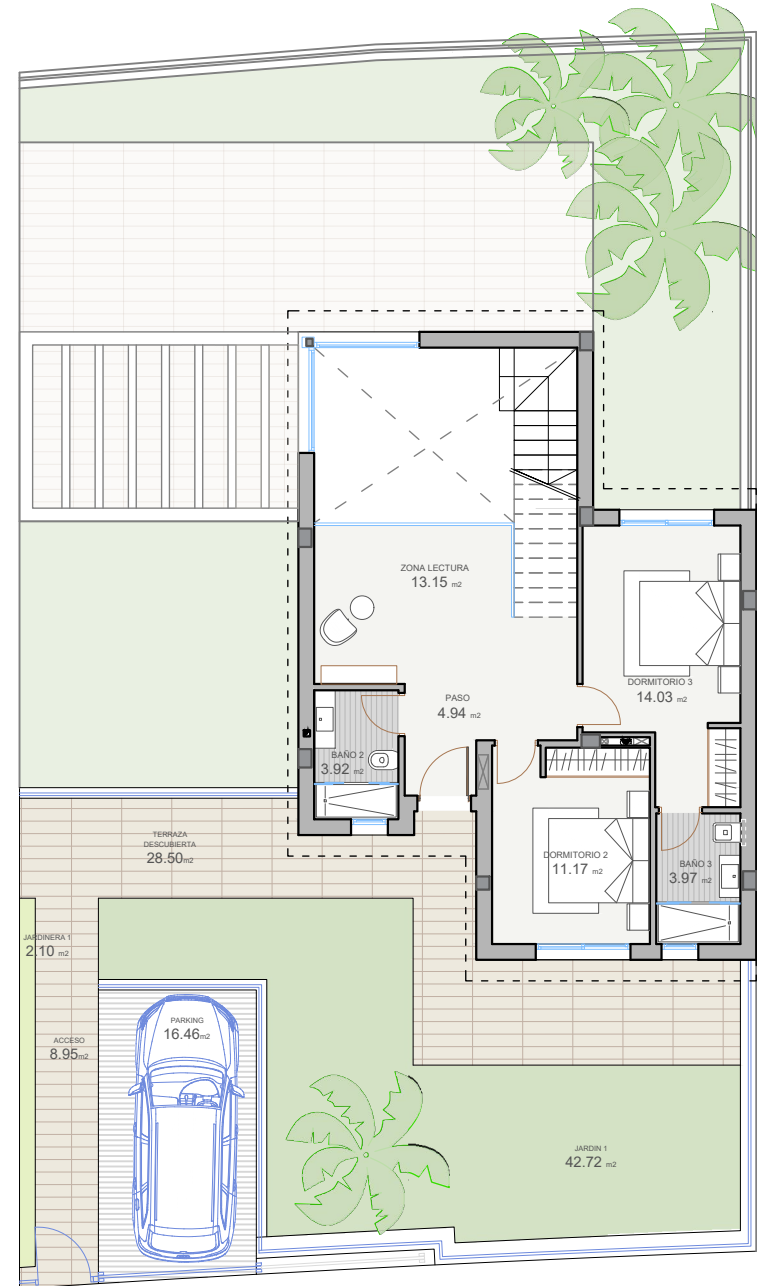 ZONA LECTURA
13.15 m2
DORMITORIO 3
14.03 m2
PASO
4.94 m2
BAÑO 2
3.92 m2
TERRAZA
DESCUBIERTA
28.50m2
DORMITORIO 2
11.17 m2
BAÑO 3
3.97 m2
JARDINERA 1
2.10 m2
PARKING
16.46m2
ACCESO
8.95m2
JARDIN 1
42.72 m2